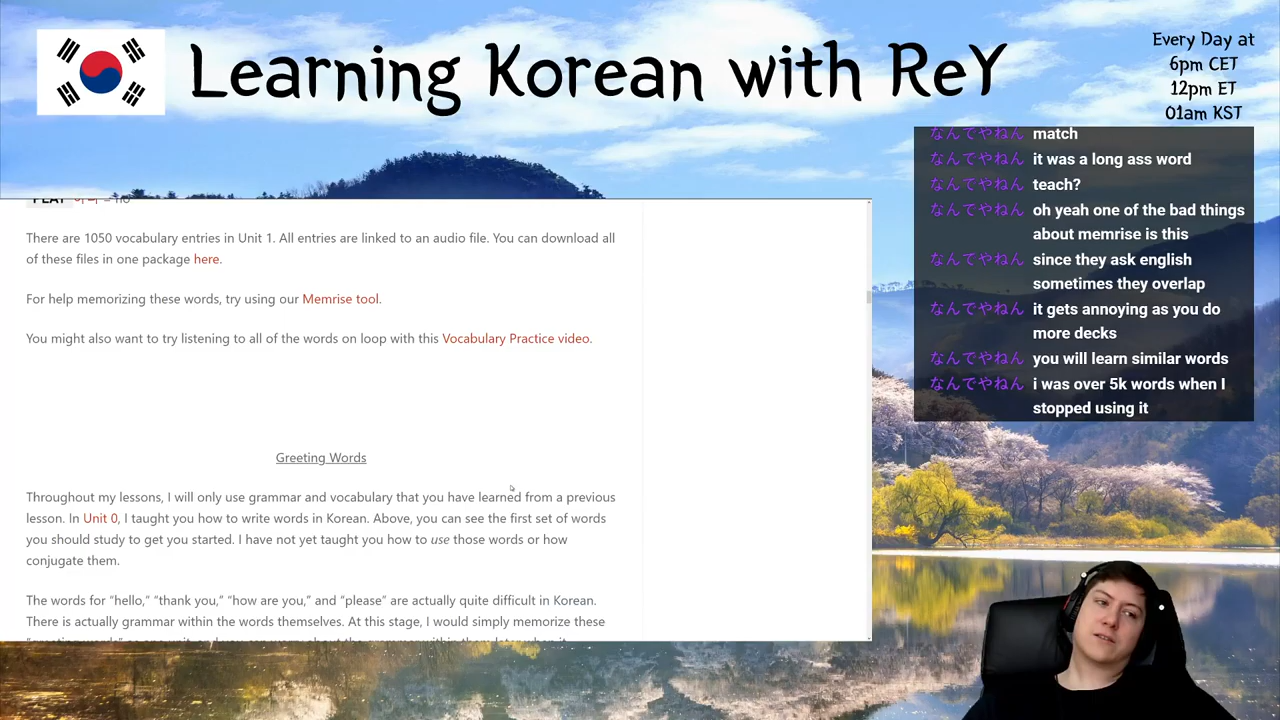 Learning Korean with ReY
Every Day at
6pm CET
12pm ET
01am KST
なんでやねん match
なんでやねん it was a long ass word
なんでやねん teach?
なんでやねん oh yeah one of the bad things
about memrise is this
なんでやねん since they ask english
sometimes they overlap
なんでやねん it gets annoying as you do
more decks
なんでやねん you will learn similar words
なんでやねん i was over 5k words when I
stopped using it
There are 1050 vocabulary entries in Unit 1. All entries are linked to an audio file. You can download all
of these files in one package here.
For help memorizing these words, try using our Memrise tool.
You might also want to try listening to all of the words on loop with this Vocabulary Practice video.
Greeting Words
Throughout my lessons, I will only use grammar and vocabulary that you have learned from a previous
lesson. In Unit 0, I taught you how to write words in Korean. Above, you can see the first set of words
you should study to get you started. I have not yet taught you how to use those words or how
conjugate them.
The words for “hello,” “thank you,” “how are you,” and “please” are actually quite difficult in Korean.
There is actually grammar within the words themselves. At this stage, I would simply memorize these